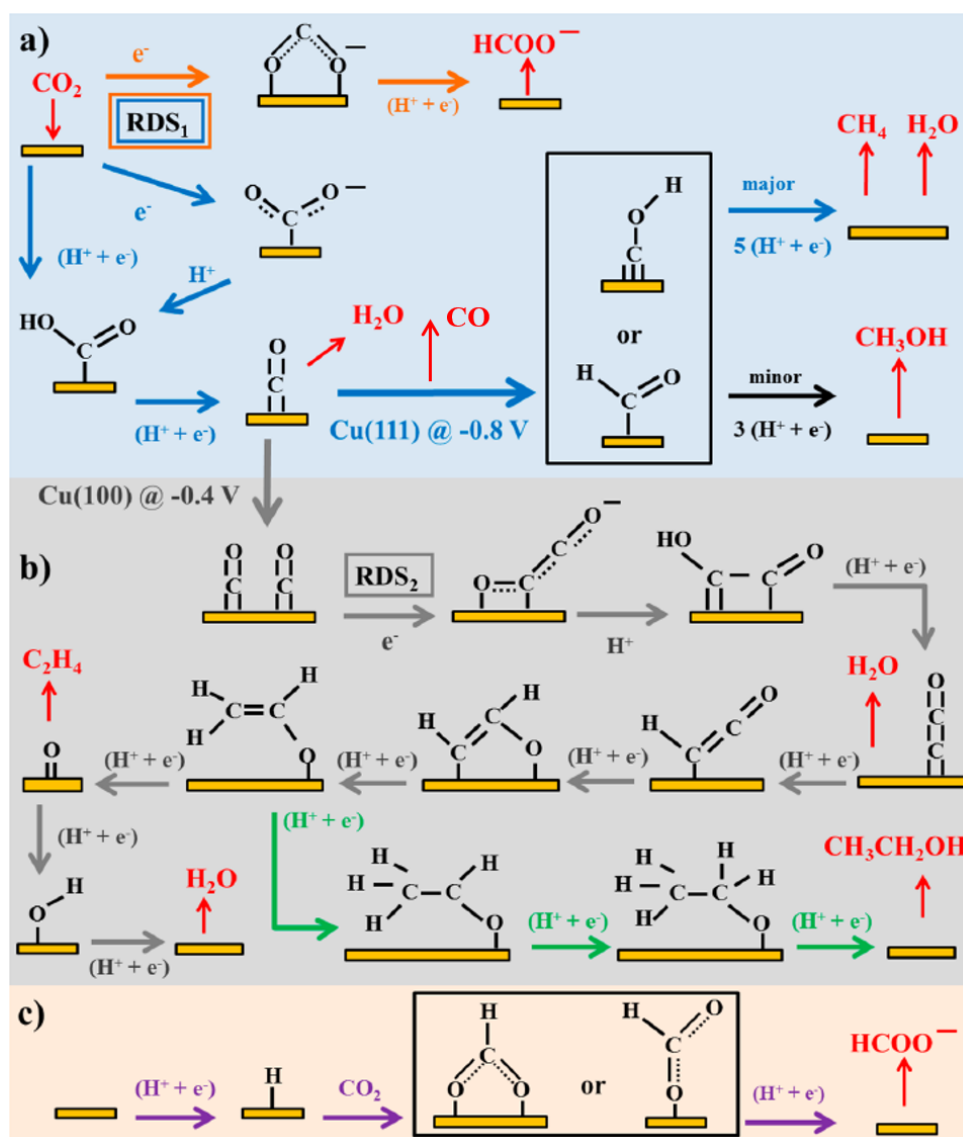 a)
e⁻
HCOO⁻
CO₂
RDS₁
(H⁺ + e⁻)
C
O O
CH₄ H₂O
e⁻
O O
C
H
O
C
major
5 (H⁺ + e⁻)
(H⁺ + e⁻)
H⁺
HO O
C
O
C
H₂O
CO
or
CH₃OH
(H⁺ + e⁻)
Cu(111) @ -0.8 V
H O
C
minor
3 (H⁺ + e⁻)
Cu(100) @ -0.4 V
b)
O O
C C
RDS₂
e⁻
O⁻
C
O C
H⁺
HO O
C C
(H⁺ + e⁻)
C₂H₄
O
(H⁺ + e⁻)
H H
C C
H O
(H⁺ + e⁻)
H
H C
C O
(H⁺ + e⁻)
O
H C
C
(H⁺ + e⁻)
H₂O
O
C
C
(H⁺ + e⁻)
H
O
(H⁺ + e⁻)
H₂O
(H⁺ + e⁻)
H H
H C C
H O
(H⁺ + e⁻)
H H
H C C H
H O
(H⁺ + e⁻)
CH₃CH₂OH
c)
(H⁺ + e⁻)
H
CO₂
H
C
O O
or
H O
C
O
(H⁺ + e⁻)
HCOO⁻